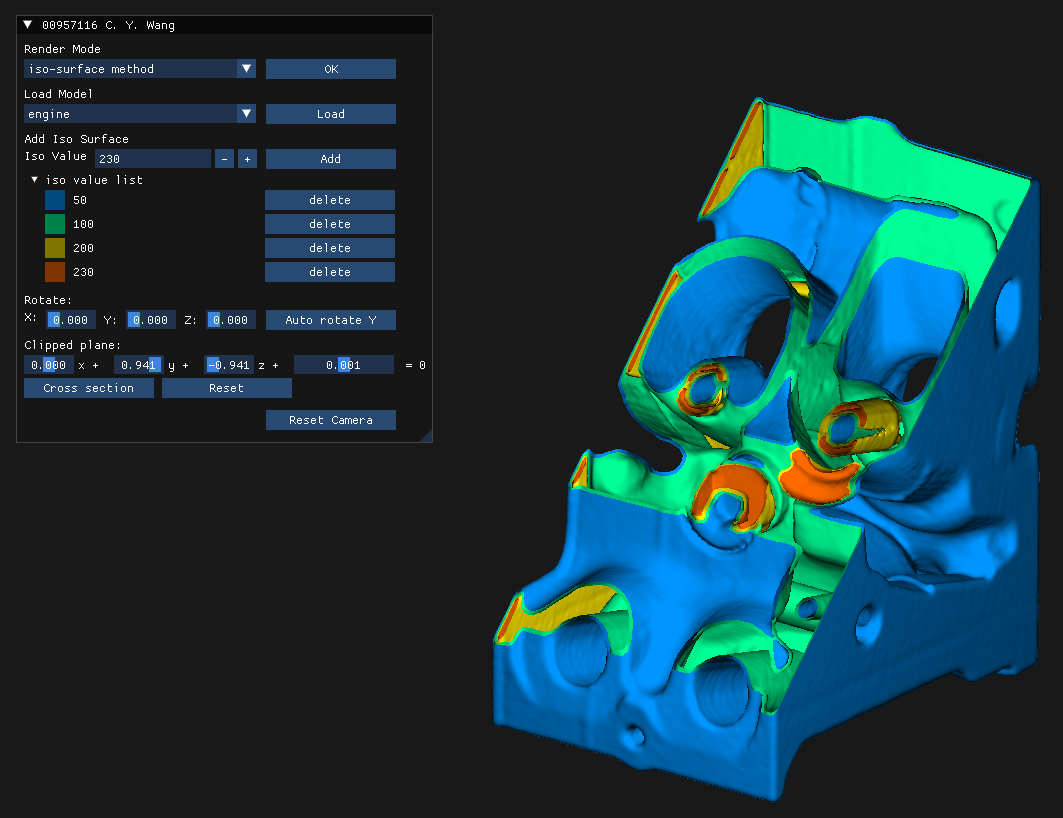 00957116 C. Y. Wang
Render Mode
iso-surface method OK
Load Model
engine Load
Add Iso Surface
Iso Value 230 - + Add
iso value list
50 delete
100 delete
200 delete
230 delete
Rotate:
X: 0.000 Y: 0.000 Z: 0.000 Auto rotate Y
Clipped plane:
0.000 x + 0.941 y + -0.941 z + 0.001 = 0
Cross section Reset
Reset Camera